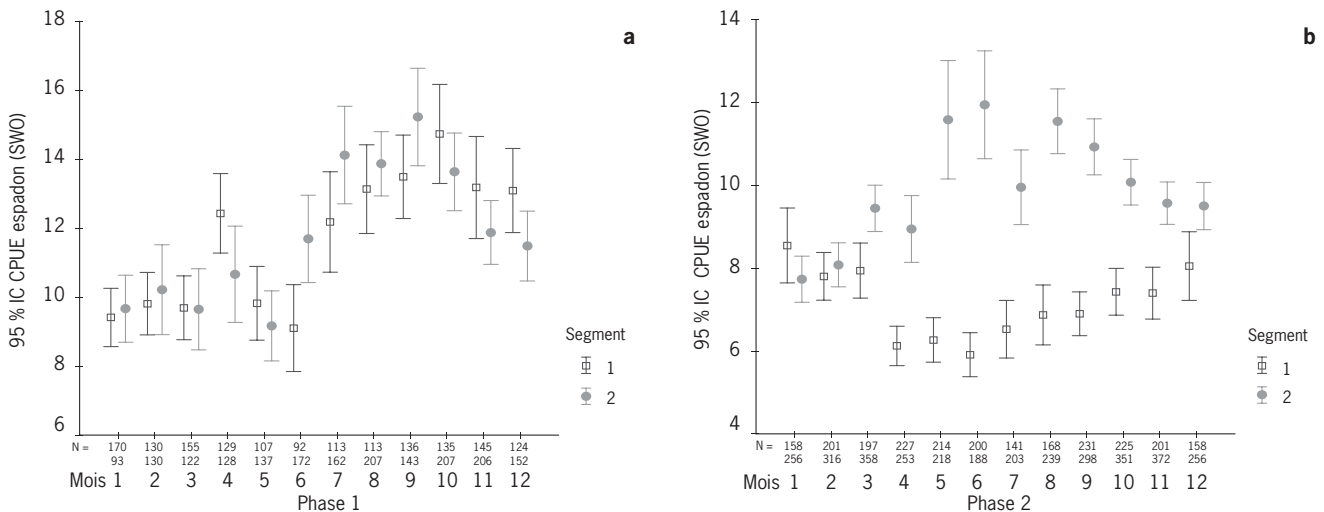 a
95 % IC CPUE espadon (SWO)
18
16
14
12
10
8
6
Segment
1
2
N = 170 130 155 129 107 92 113 113 136 135 145 124
93 130 122 128 137 172 162 207 143 207 206 152
Mois 1 2 3 4 5 6 7 8 9 10 11 12
Phase 1
b
95 % IC CPUE espadon (SWO)
14
12
10
8
6
4
Segment
1
2
N = 158 201 197 227 214 200 141 168 231 225 201 158
256 316 358 253 218 188 203 239 298 351 372 256
Mois 1 2 3 4 5 6 7 8 9 10 11 12
Phase 2